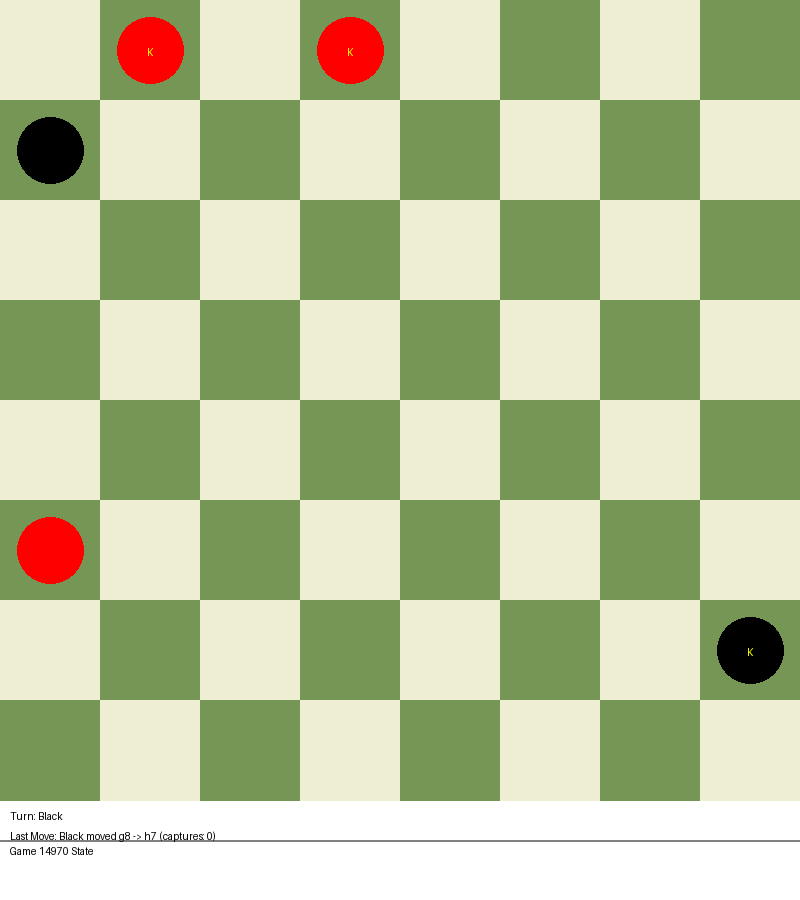 K K
K
Turn: Black
Last Move: Black moved g8 -> h7 (captures: 0)
Game 14970 State